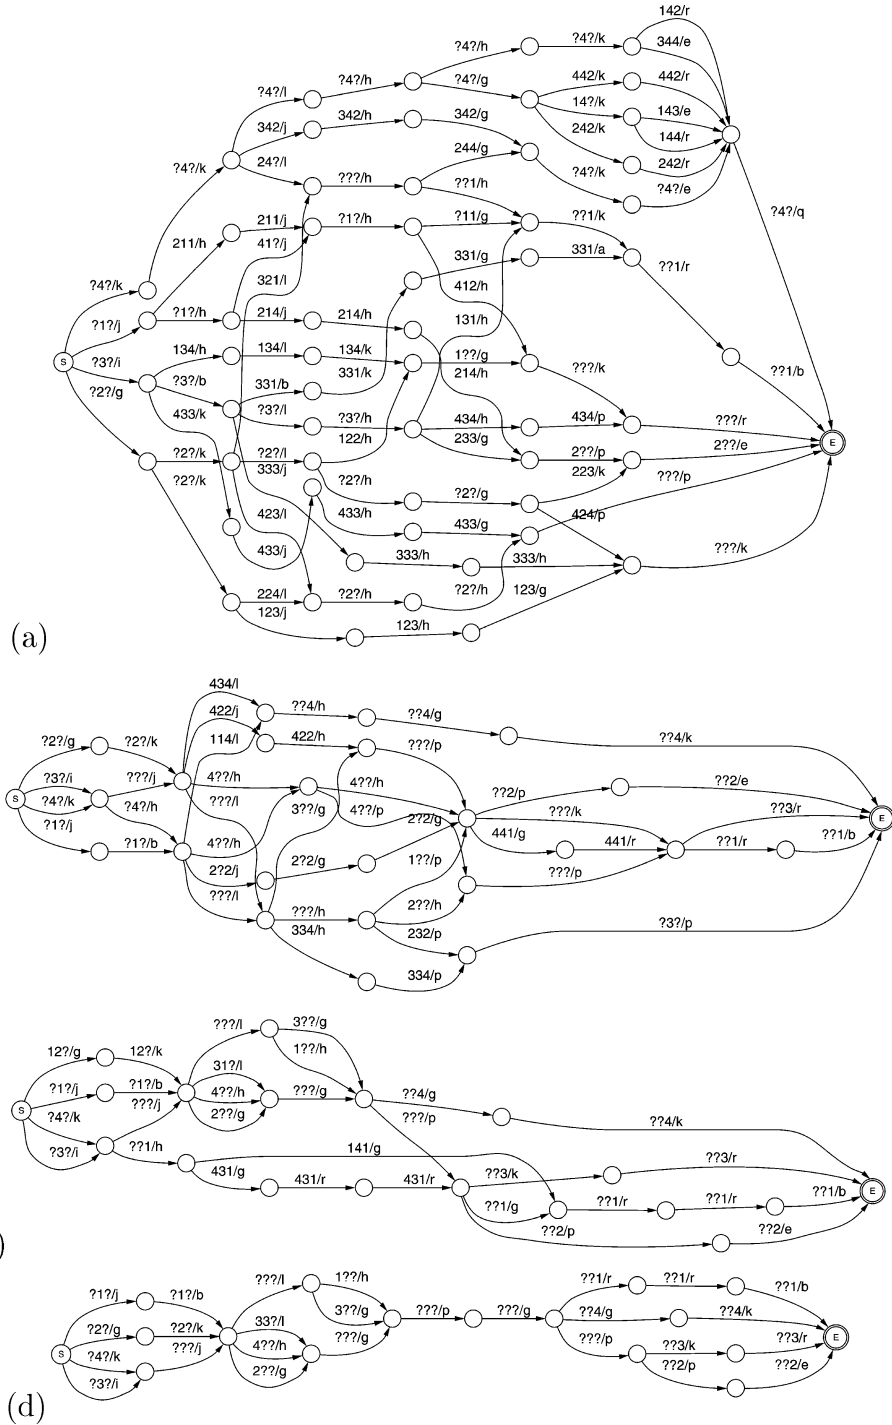 142/r
?4?/h ?4?/k 344/e
?4?/l ?4?/h ?4?/g 442/k 442/r
342/j 342/h 342/g 14?/k 143/e
242/k 144/r
?4?/k 24?/l 244/g ?4?/k 242/r
???/h ??1/h ?4?/e
211/h 211/j ?1?/h ?11/g ??1/k ?4?/q
41?/j 331/g 331/a
?4?/k 321/l 412/h ??1/r
?1?/j ?1?/h 214/j 214/h 131/h
S ?3?/i 134/h 134/l 134/k 1??/g ???/k ??1/b
?2?/g ?3?/b 331/b 331/k 214/h
433/k ?3?/l ?3?/h 434/h 434/p ???/r
122/h 233/g E
?2?/k ?2?/l 2??/p 2??/e
?2?/k 333/j ?2?/h ?2?/g 223/k ???/p
423/l 433/h 433/g 424/p
433/j 333/h 333/h ???/k
224/l ?2?/h ?2?/h 123/g
123/j 123/h
(a)
434/l
422/j ??4/h ??4/g
?2?/g ?2?/k 114/l 422/h ???/p ??4/k
S ?3?/i ???/j 4??/h 4??/h ??2/p ??2/e
?4?/k ?4?/h ???/l 3??/g 4??/p ???/k ??3/r
?1?/j 2?2/g E
?1?/b 4??/h 441/g 441/r ??1/r ??1/b
2?2/j 2?2/g 1??/p ???/p
???/l ???/h 2??/h
334/h 232/p ?3?/p
334/p
???/l 3??/g
12?/g 12?/k 1??/h
?1?/j ?1?/b 31?/l
S ???/j 4??/h ???/g ??4/g
?4?/k 2??/g ???/p ??4/k
?3?/i ??1/h 141/g
431/g 431/r 431/r ??3/k ??3/r
??1/g ??1/r ??1/r ??1/b E
??2/p ??2/e
)
???/l 1??/h
?1?/j ?1?/b 3??/g ??1/r ??1/r ??1/b
S ?2?/g ?2?/k 33?/l ???/p ???/g ??4/g ??4/k
?4?/k ???/j 4??/h ???/g ???/p ??3/k ??3/r E
?3?/i 2??/g ??2/p ??2/e
(d)